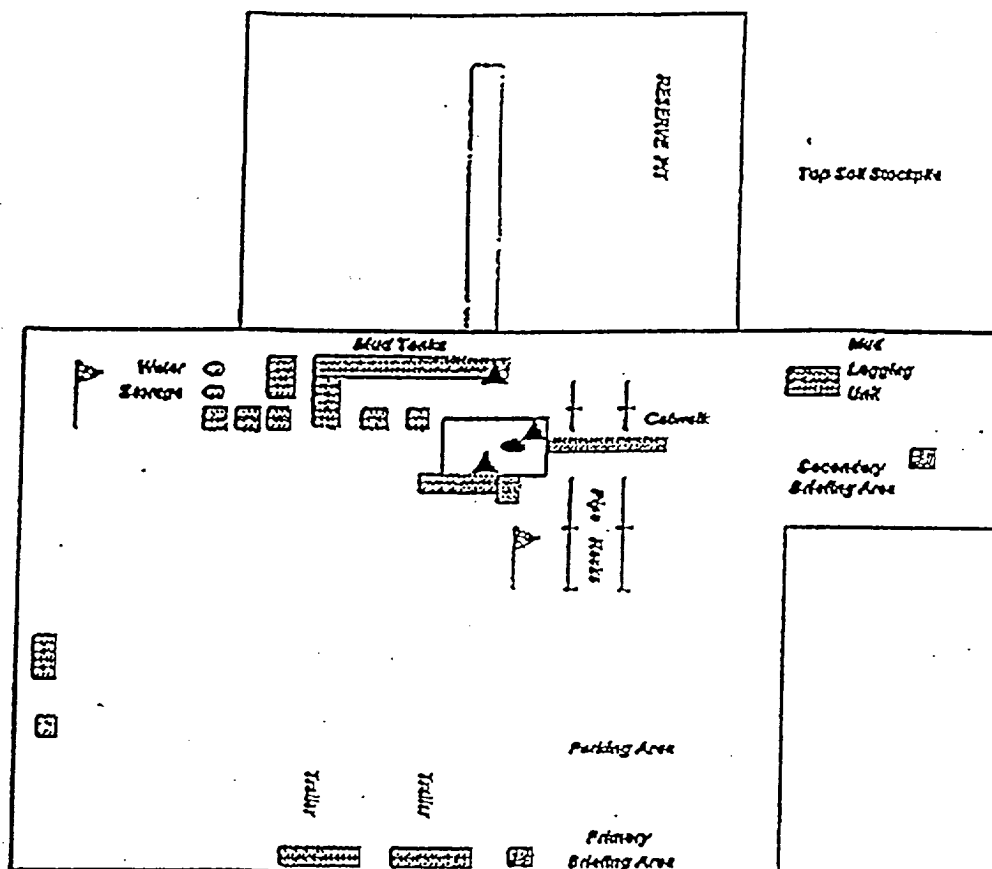 RESERVE PIT
Top Soil Stockpile
Mud Tanks
Water
Storage
Mud
Logging
Unit
Catwalk
Secondary
Briefing Area
Pipe Racks
Parking Area
Trailer
Trailer
Primary
Briefing Area